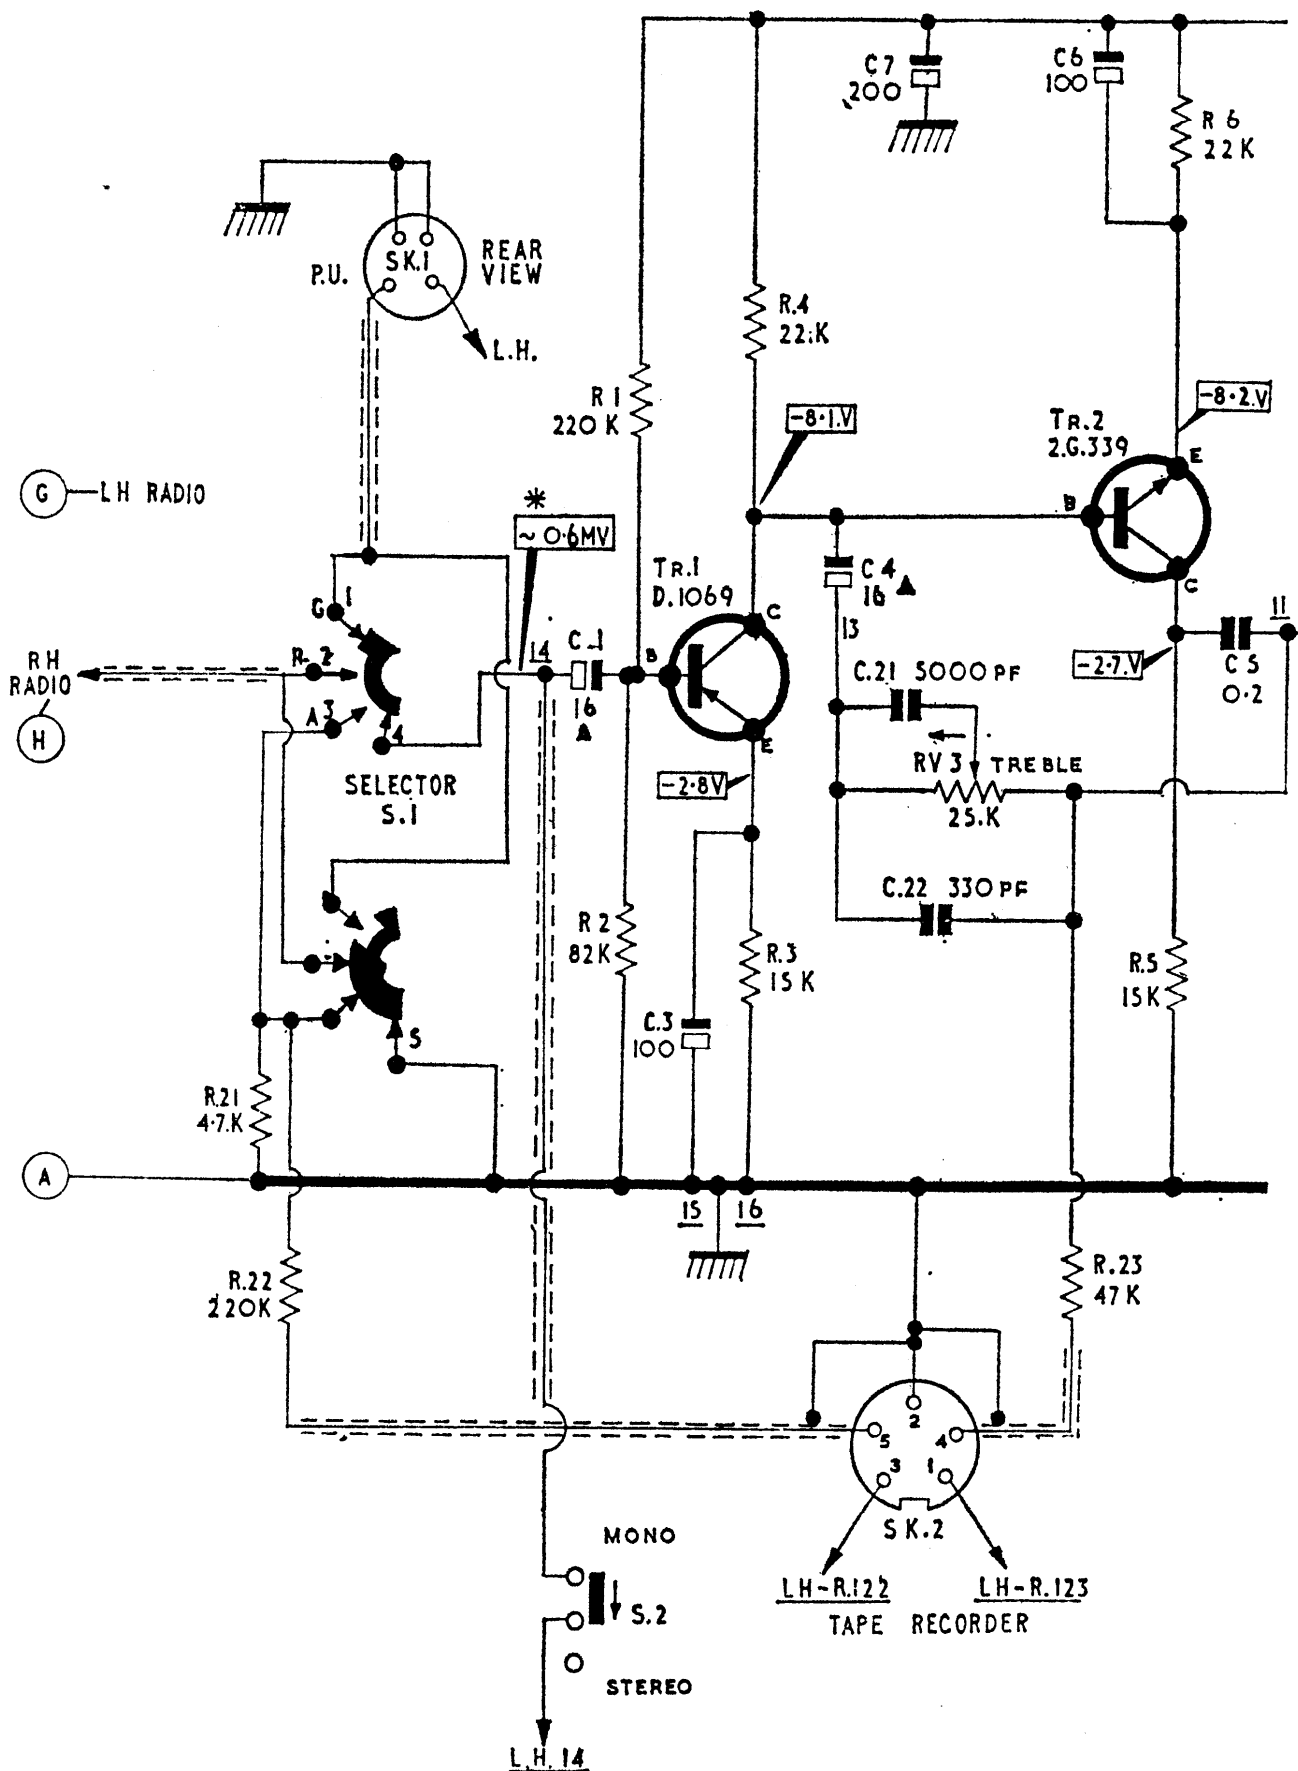 C7
200
C6
100
R 6
22K
P.U.
SK.1
REAR
VIEW
L.H.
R.4
22.K
R 1
220 K
-8·1.V
-8·2.V
TR.2
2.G.339
E
B
C
G
LH RADIO
*
~ 0·6MV
TR.1
D.1069
C
B
E
C 4
16
13
11
C 5
0·2
-2·7.V
G 1
R 2
A 3
4
RH
RADIO
H
14
C.1
16
C.21 5000 PF
RV 3 TREBLE
25.K
-2·8V
SELECTOR
S.1
C.22 330 PF
R 2
82K
R.3
15 K
R.5
15K
S
C.3
100
R.21
4·7.K
A
15
16
R.22
220K
R.23
47 K
2
5
4
3
1
SK.2
MONO
S.2
STEREO
LH-R.122
LH-R.123
TAPE RECORDER
L.H. 14